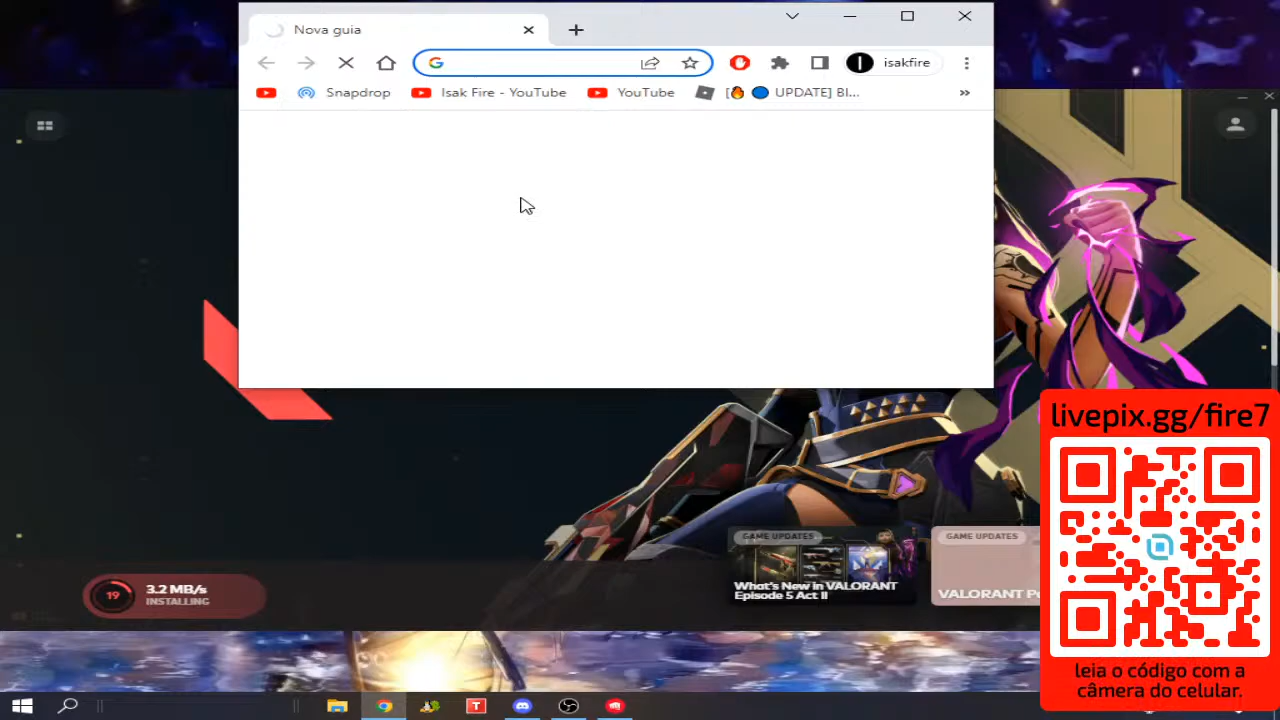 Nova guia
isakfire
Snapdrop
Isak Fire - YouTube
YouTube
[🔥 🔵 UPDATE] Bl...
livepix.gg/fire7
GAME UPDATES
What's New in VALORANT
Episode 5 Act II
GAME UPDATES
VALORANT
19
3.2 MB/s
INSTALLING
leia o código com a
câmera do celular.
T